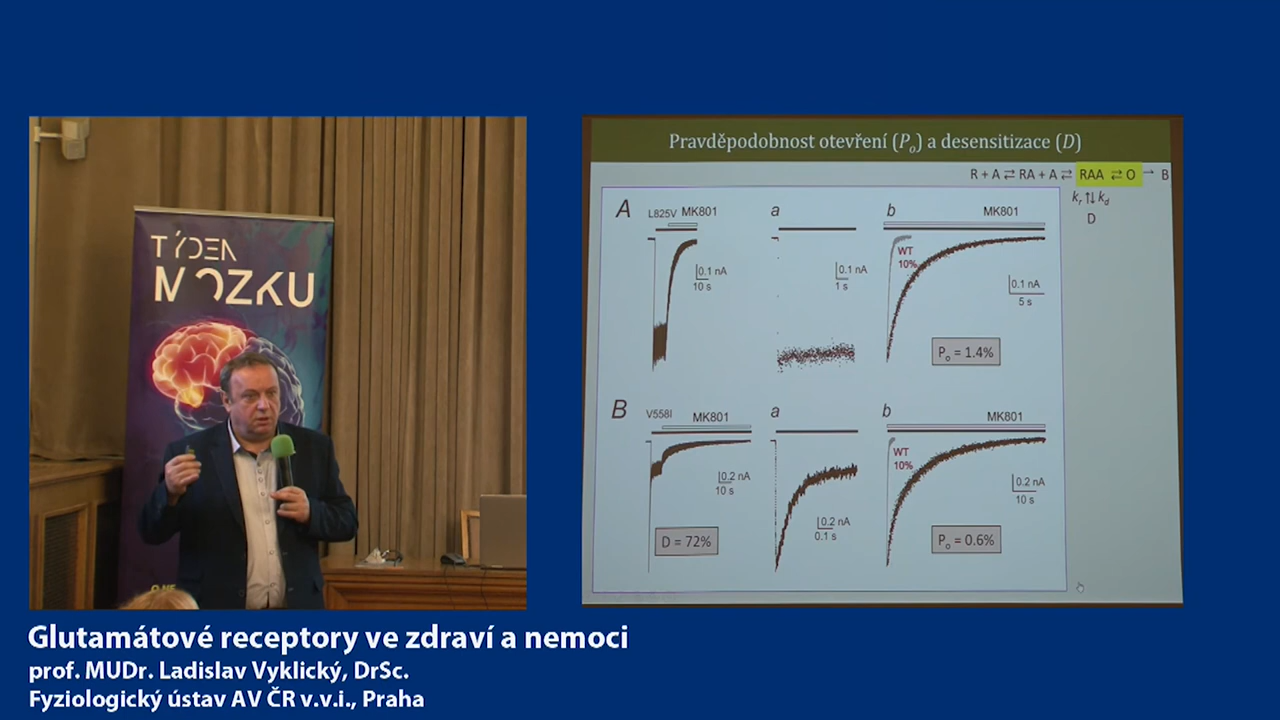 TÝDEN
MOZKU
Pravděpodobnost otevření (Po) a desensitizace (D)
R + A ⇄ RA + A ⇄ RAA ⇄ O → B
kr ⇅ kd
D
A
L825V MK801
0.1 nA
10 s
a
0.1 nA
1 s
b
MK801
WT
10%
0.1 nA
5 s
Po = 1.4%
B
V558I
MK801
0.2 nA
10 s
D = 72%
a
0.2 nA
0.1 s
b
MK801
WT
10%
0.2 nA
10 s
Po = 0.6%
Glutamátové receptory ve zdraví a nemoci
prof. MUDr. Ladislav Vyklický, DrSc.
Fyziologický ústav AV ČR v.v.i., Praha